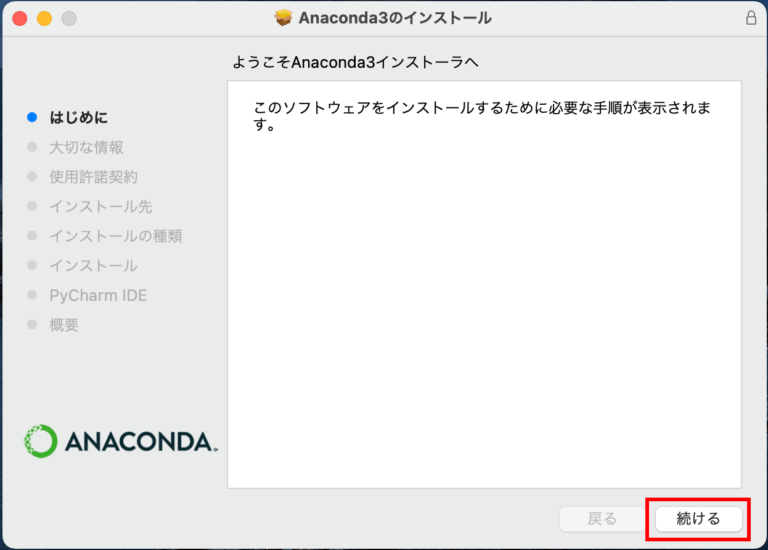 Anaconda3のインストール
ようこそAnaconda3インストーラへ
はじめに
大切な情報
使用許諾契約
インストール先
インストールの種類
インストール
PyCharm IDE
概要
ANACONDA.
このソフトウェアをインストールするために必要な手順が表示されま
す。
戻る
続ける